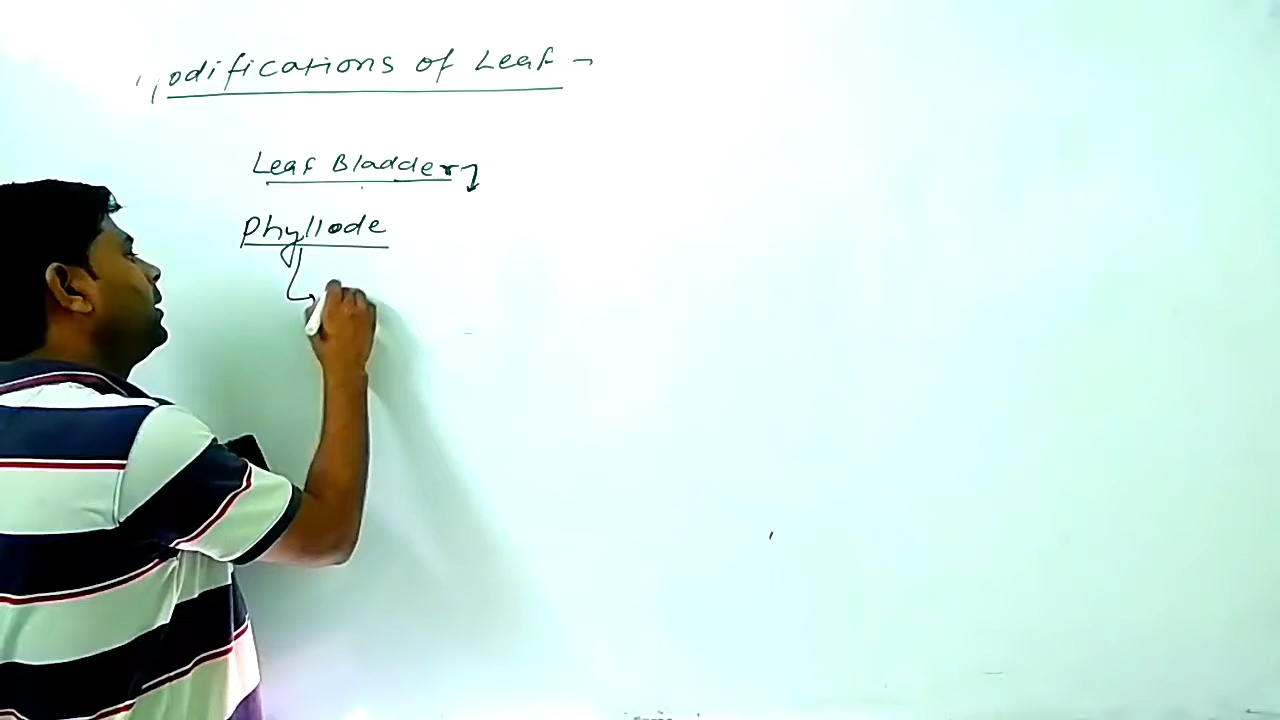 odifications of Leaf -
Leaf Bladder
Phyllode